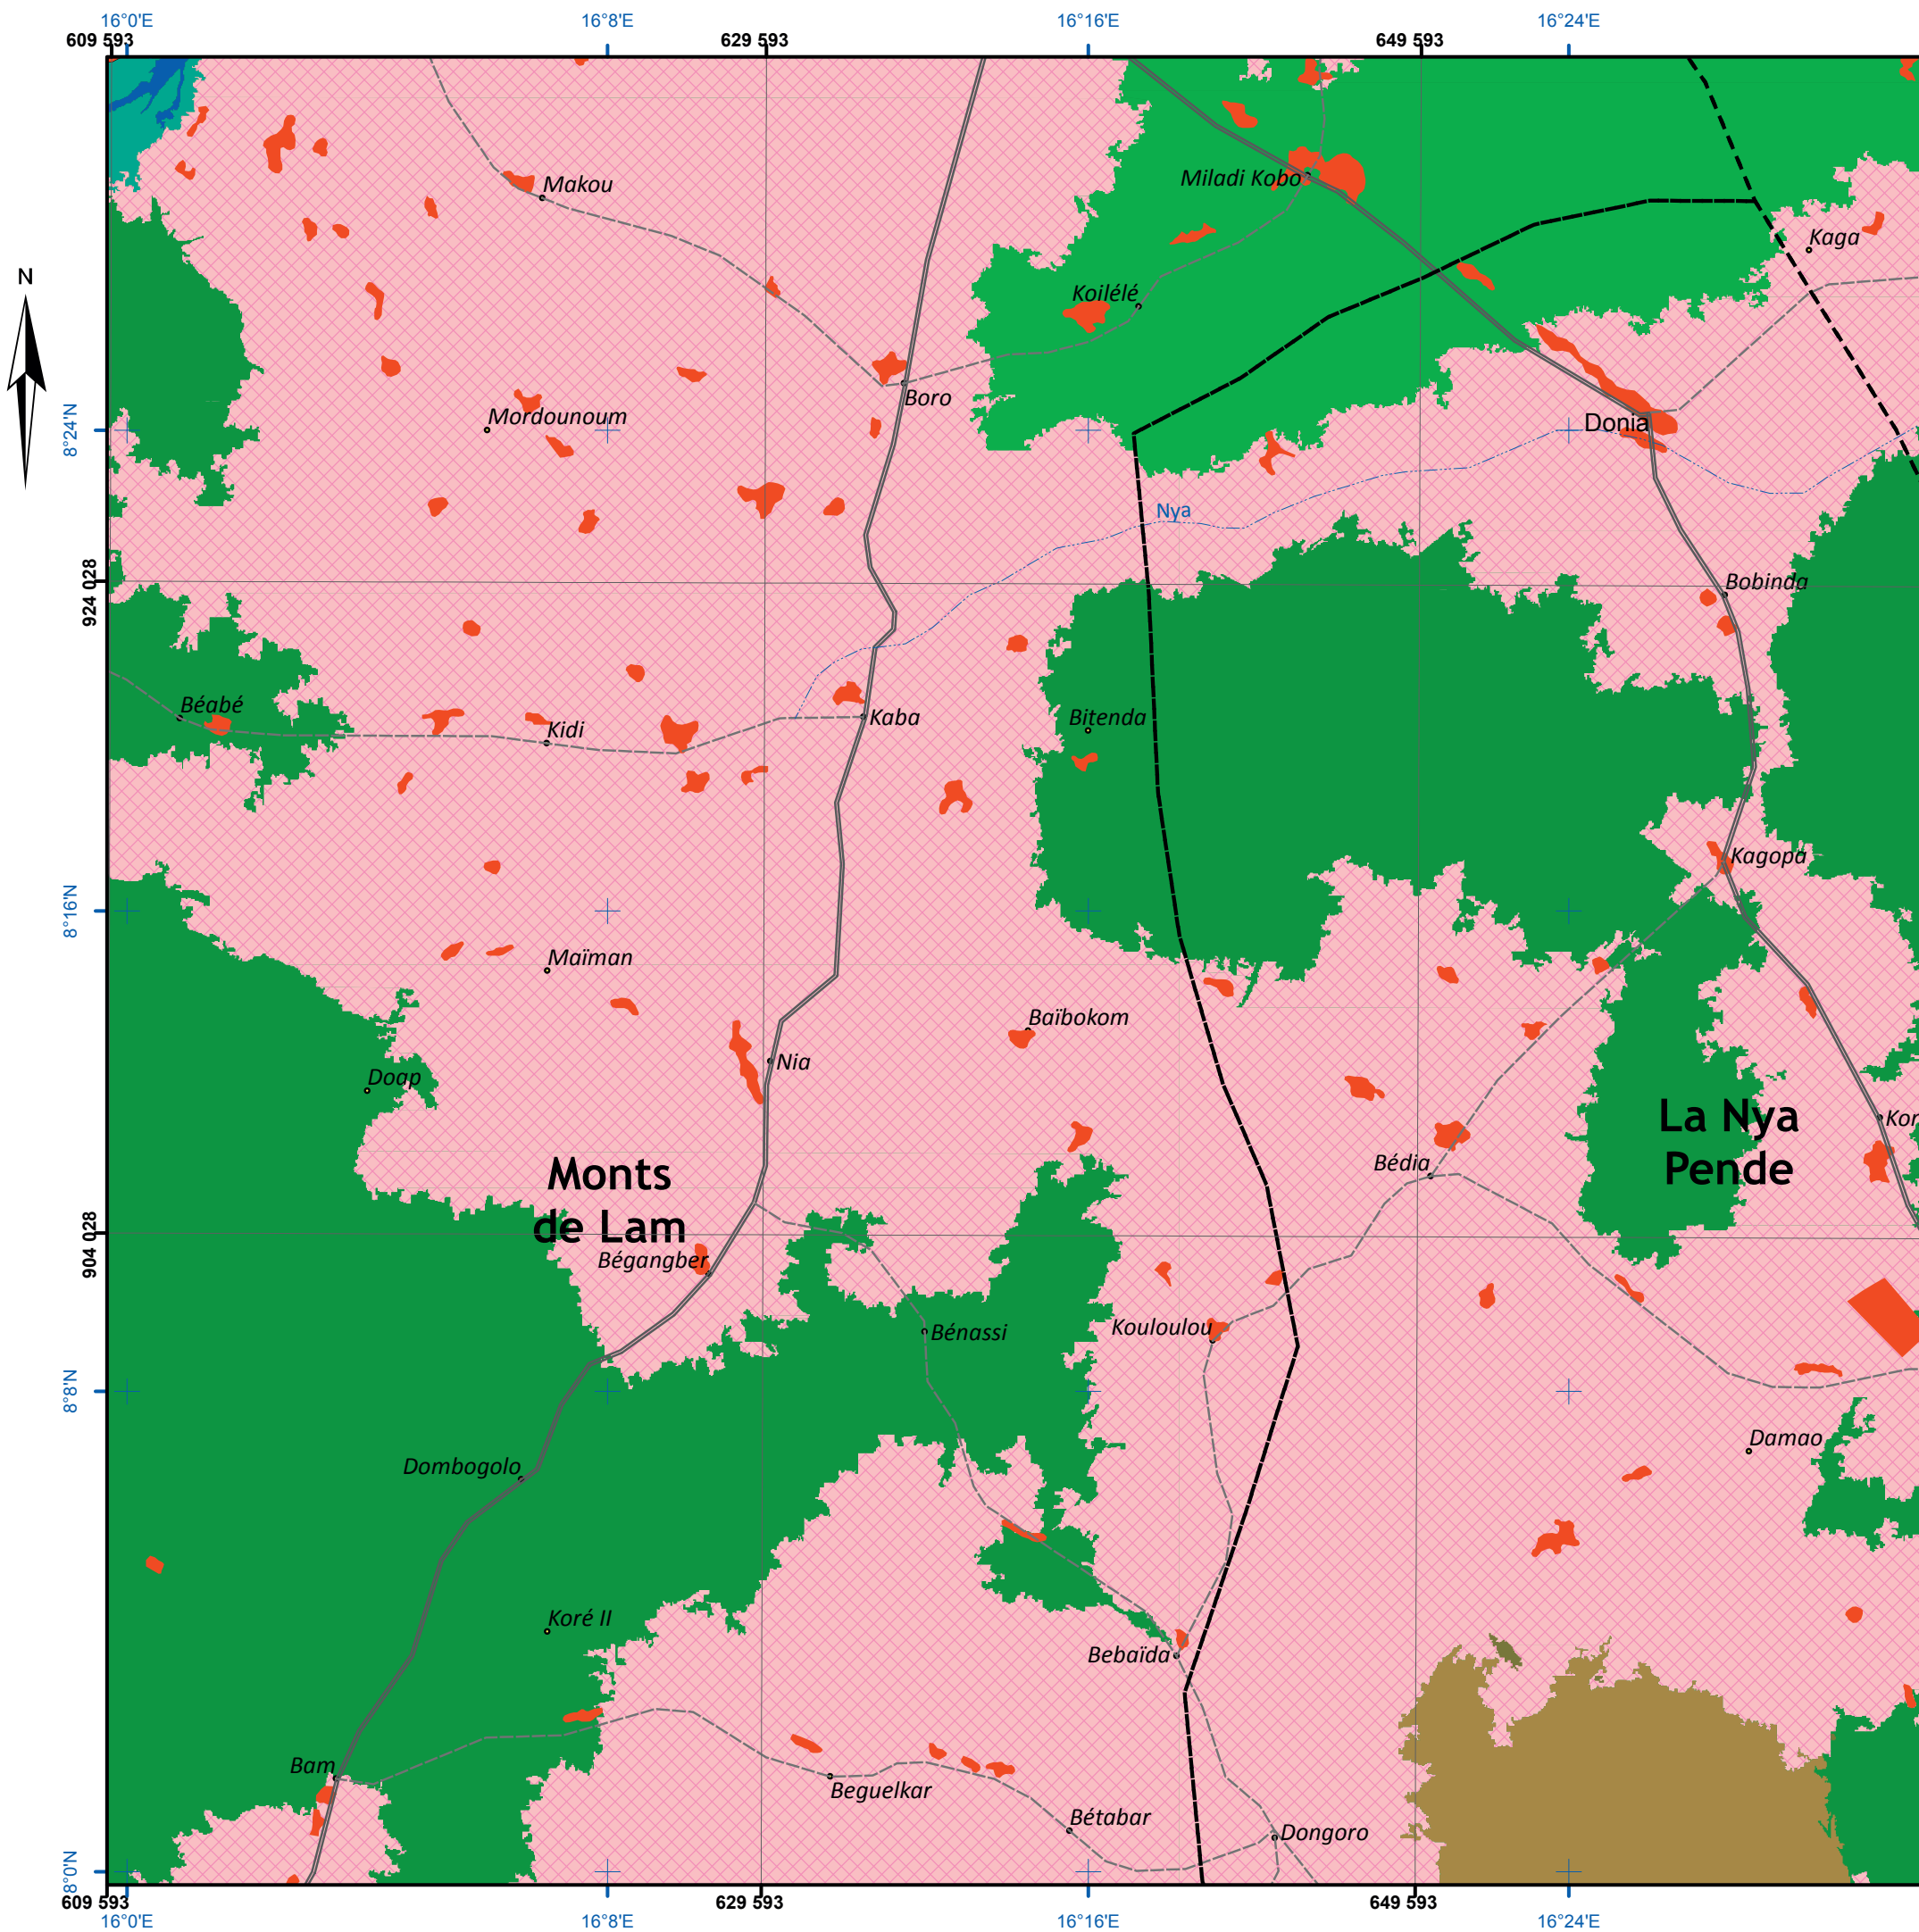 16°0'E 16°8'E 16°16'E 16°24'E
609 593 629 593 649 593
Miladi Kobo
Makou
Kaga
N
Koilélé
Boro
Mordounoum
Donia
8°24'N
Nya
924 028
Bobinda
Béabé
Kidi
Kaba
Bitenda
Kagopa
8°16'N
Maïman
Baïbokom
Nia
Doap
Kor
La Nya
Pende
Bédia
Monts
de Lam
904 028
Bégangber
Kouloulou
Bénassi
8°8'N
Damao
Dombogolo
Koré II
Bebaïda
Bam
Beguelkar
Bétabar
Dongoro
8°0'N
609 593 629 593 649 593
16°0'E 16°8'E 16°16'E 16°24'E